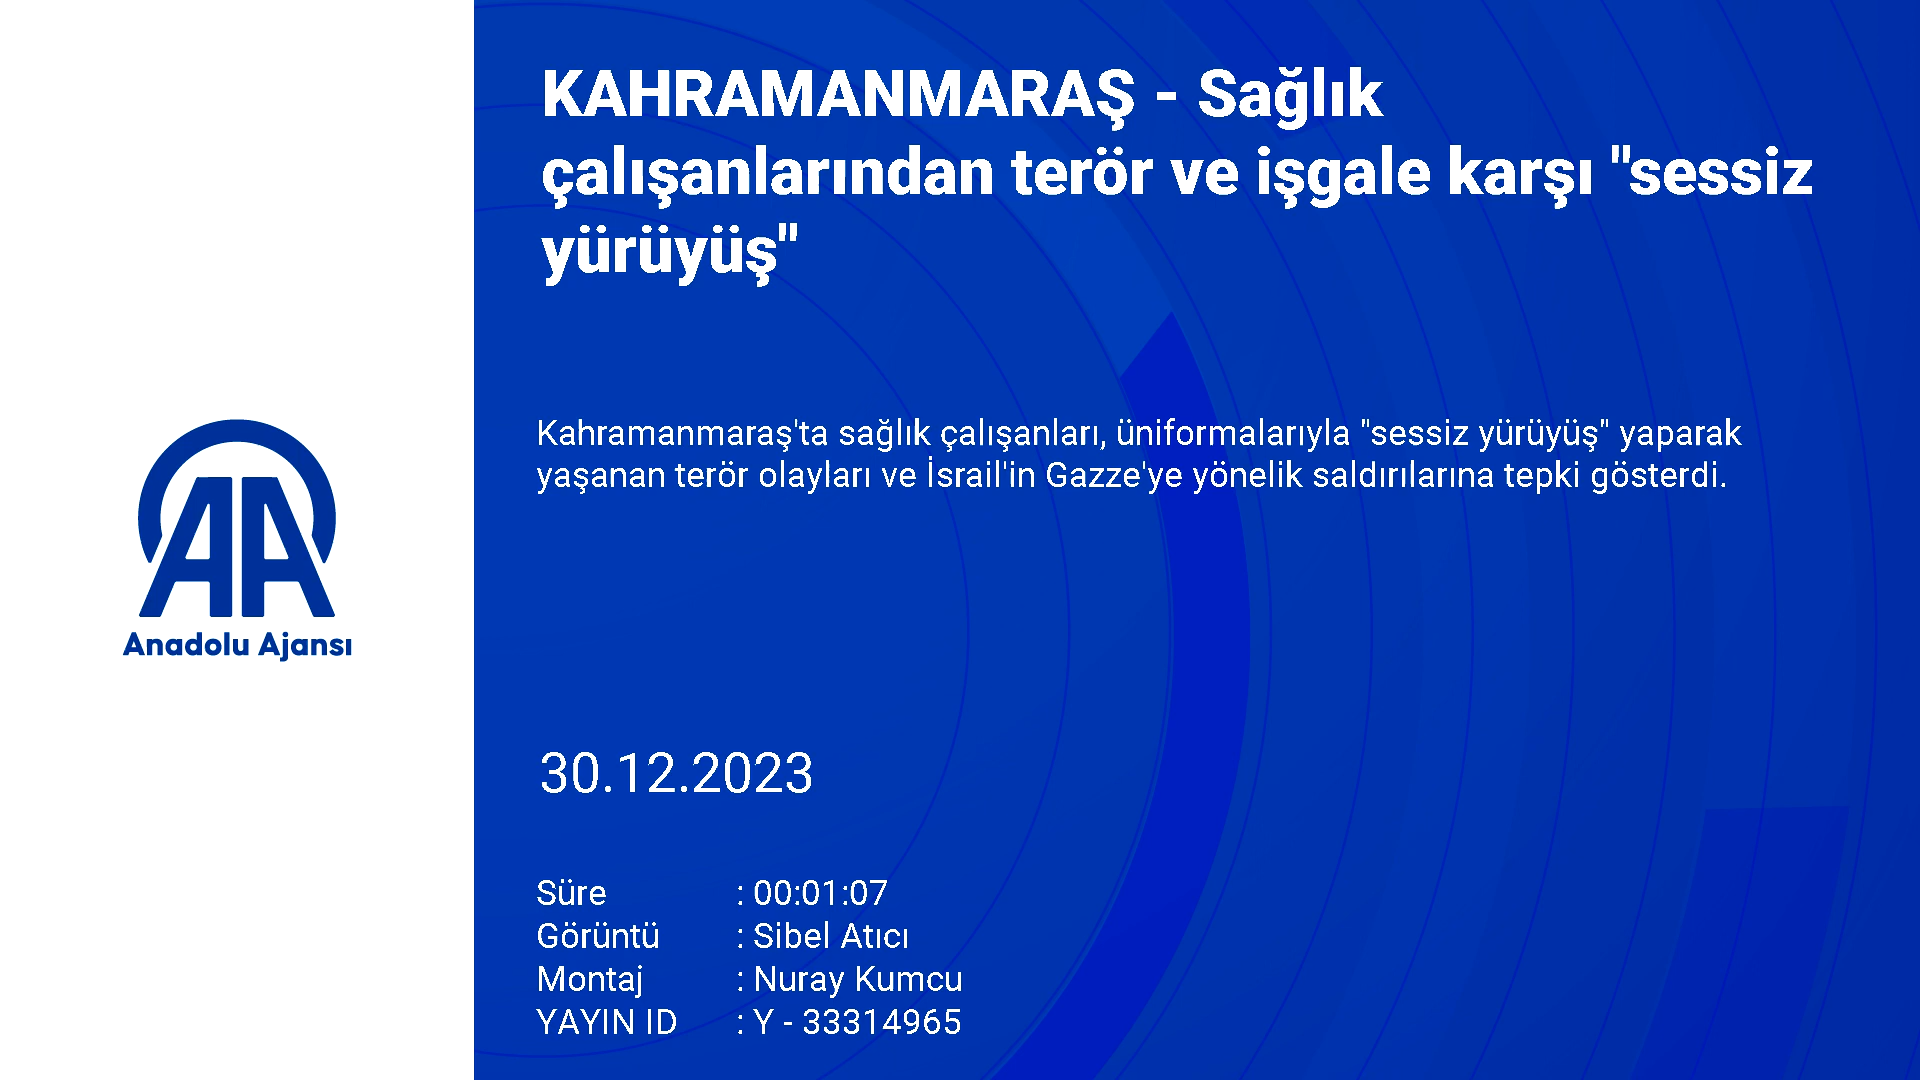 KAHRAMANMARAŞ - Sağlık
çalışanlarından terör ve işgale karşı "sessiz
yürüyüş"
Kahramanmaraş'ta sağlık çalışanları, üniformalarıyla "sessiz yürüyüş" yaparak
yaşanan terör olayları ve İsrail'in Gazze'ye yönelik saldırılarına tepki gösterdi.
AA
Anadolu Ajansı
30.12.2023
Süre : 00:01:07
Görüntü : Sibel Atıcı
Montaj : Nuray Kumcu
YAYIN ID : Y - 33314965